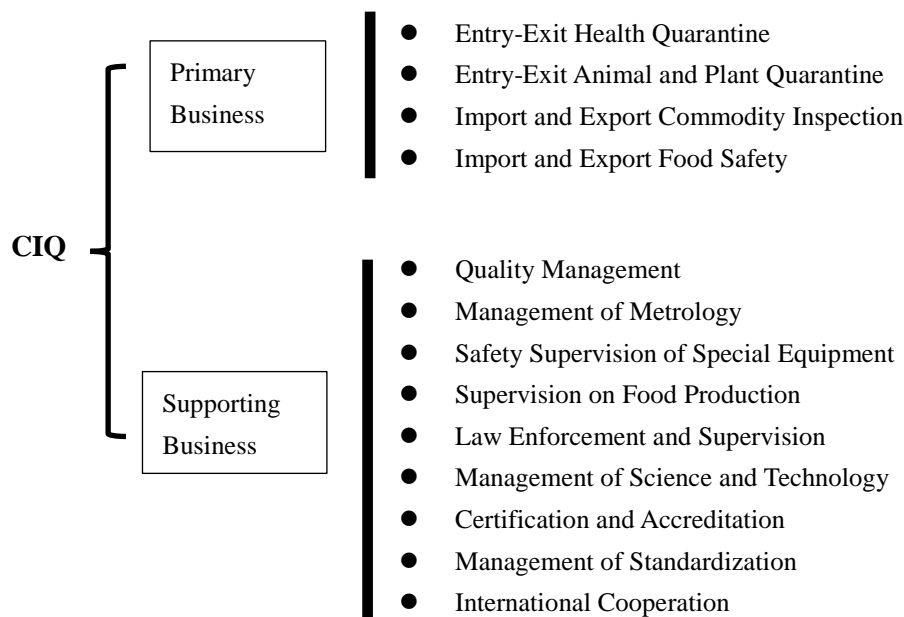 CIQ
Primary
Business
● Entry-Exit Health Quarantine
● Entry-Exit Animal and Plant Quarantine
● Import and Export Commodity Inspection
● Import and Export Food Safety
Supporting
Business
● Quality Management
● Management of Metrology
● Safety Supervision of Special Equipment
● Supervision on Food Production
● Law Enforcement and Supervision
● Management of Science and Technology
● Certification and Accreditation
● Management of Standardization
● International Cooperation